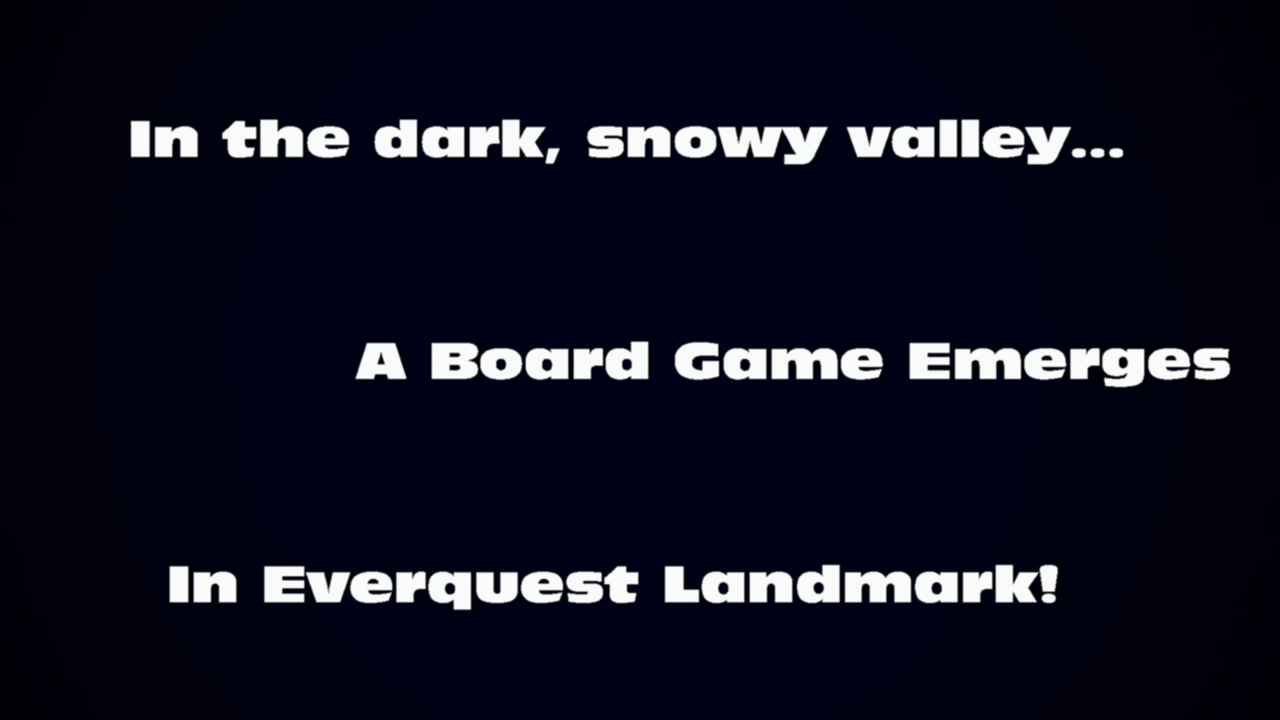 In the dark, snowy valley...
A Board Game Emerges
In Everquest Landmark!